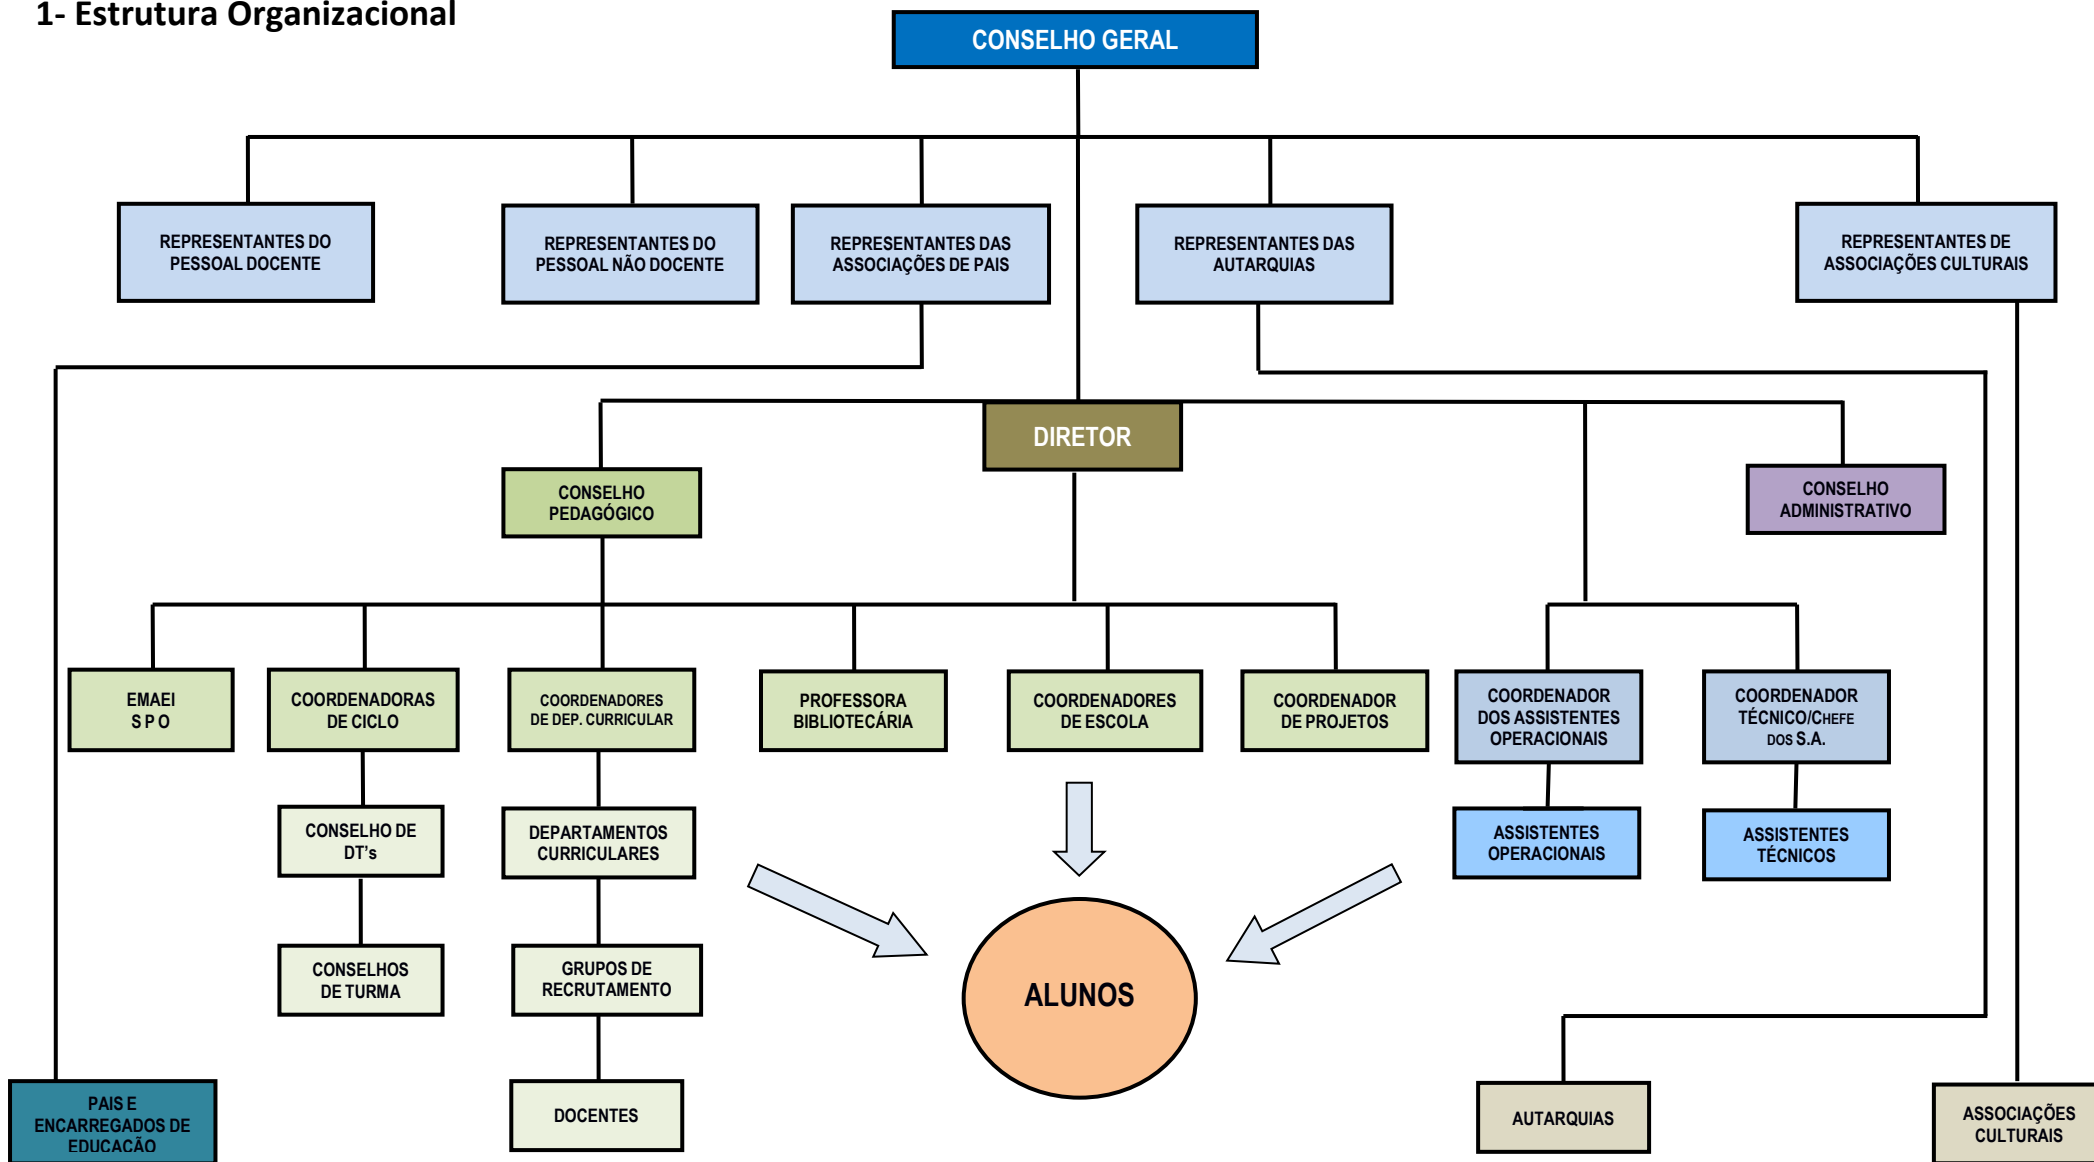 1- Estrutura Organizacional
CONSELHO GERAL
REPRESENTANTES DO
PESSOAL DOCENTE
REPRESENTANTES DO
PESSOAL NÃO DOCENTE
REPRESENTANTES DAS
ASSOCIAÇÕES DE PAIS
REPRESENTANTES DAS
AUTARQUIAS
REPRESENTANTES DE
ASSOCIAÇÕES CULTURAIS
DIRETOR
CONSELHO
PEDAGÓGICO
CONSELHO
ADMINISTRATIVO
EMAEI
S P O
COORDENADORAS
DE CICLO
COORDENADORES
DE DEP. CURRICULAR
PROFESSORA
BIBLIOTECÁRIA
COORDENADORES
DE ESCOLA
COORDENADOR
DE PROJETOS
COORDENADOR
DOS ASSISTENTES
OPERACIONAIS
COORDENADOR
TÉCNICO/CHEFE
DOS S.A.
CONSELHO DE
DT's
DEPARTAMENTOS
CURRICULARES
ASSISTENTES
OPERACIONAIS
ASSISTENTES
TÉCNICOS
CONSELHOS
DE TURMA
GRUPOS DE
RECRUTAMENTO
ALUNOS
PAIS E
ENCARREGADOS DE
EDUCAÇÃO
DOCENTES
AUTARQUIAS
ASSOCIAÇÕES
CULTURAIS